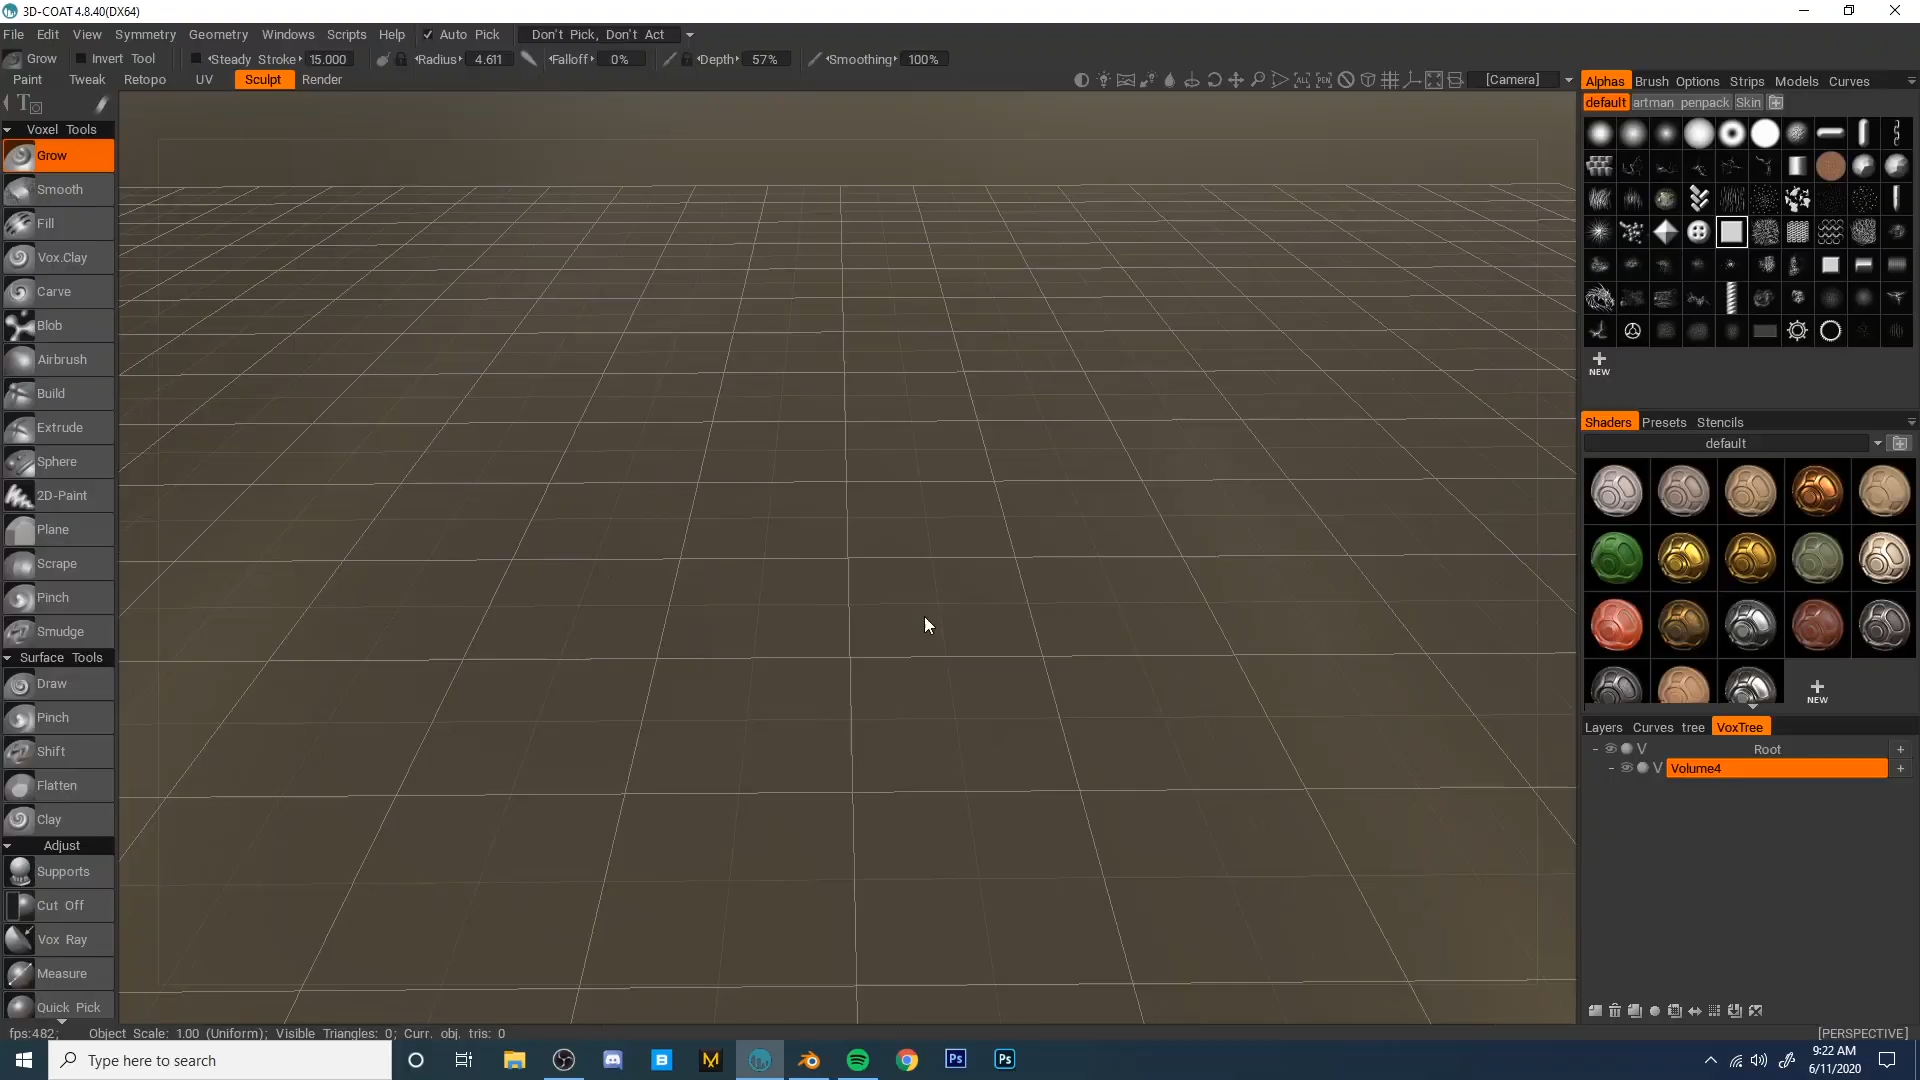 3D-COAT 4.8.40(DX64)
File Edit View Symmetry Geometry Windows Scripts Help Auto Pick Don't Pick, Don't Act
Grow Invert Tool Steady Stroke 15.000 Radius 4.611 Falloff 0% Depth 57% Smoothing 100%
Paint Tweak Retopo UV Sculpt Render [Camera]
Voxel Tools
Grow
Smooth
Fill
Vox.Clay
Carve
Blob
Airbrush
Build
Extrude
Sphere
2D-Paint
Plane
Scrape
Pinch
Smudge
Surface Tools
Draw
Pinch
Shift
Flatten
Clay
Adjust
Supports
Cut Off
Vox Ray
Measure
Quick Pick
Alphas Brush Options Strips Models Curves
default artman penpack Skin
NEW
Shaders Presets Stencils
default
NEW
Layers Curves tree VoxTree
V Root +
V Volume4 +
fps:482; Object Scale: 1.00 (Uniform); Visible Triangles: 0; Curr. obj. tris: 0
[PERSPECTIVE]
Type here to search
Ps Ps
9:22 AM
6/11/2020